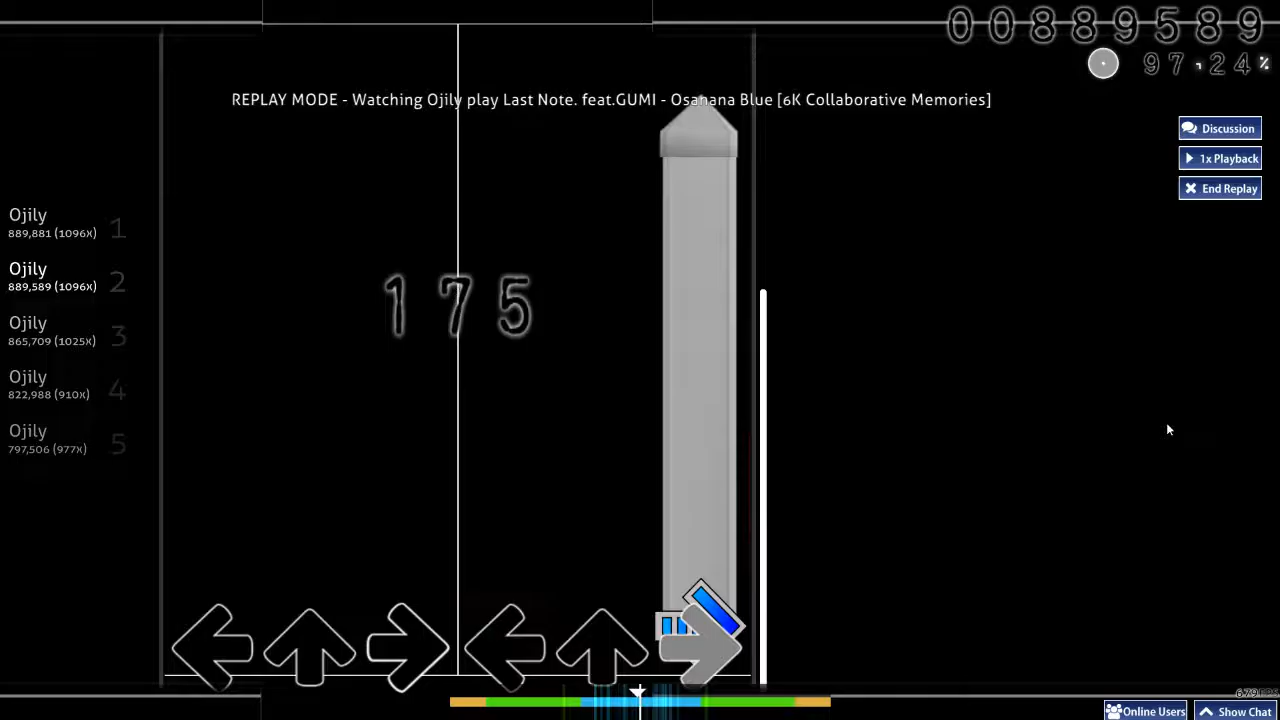 00889589
97.24%
REPLAY MODE - Watching Ojily play Last Note. feat.GUMI - Osanana Blue [6K Collaborative Memories]
Discussion
1x Playback
End Replay
Ojily
889,881 (1096x)
1
Ojily
889,589 (1096x)
2
Ojily
865,709 (1025x)
3
Ojily
822,988 (910x)
4
Ojily
797,506 (977x)
5
175
679FPS
Online Users
Show Chat